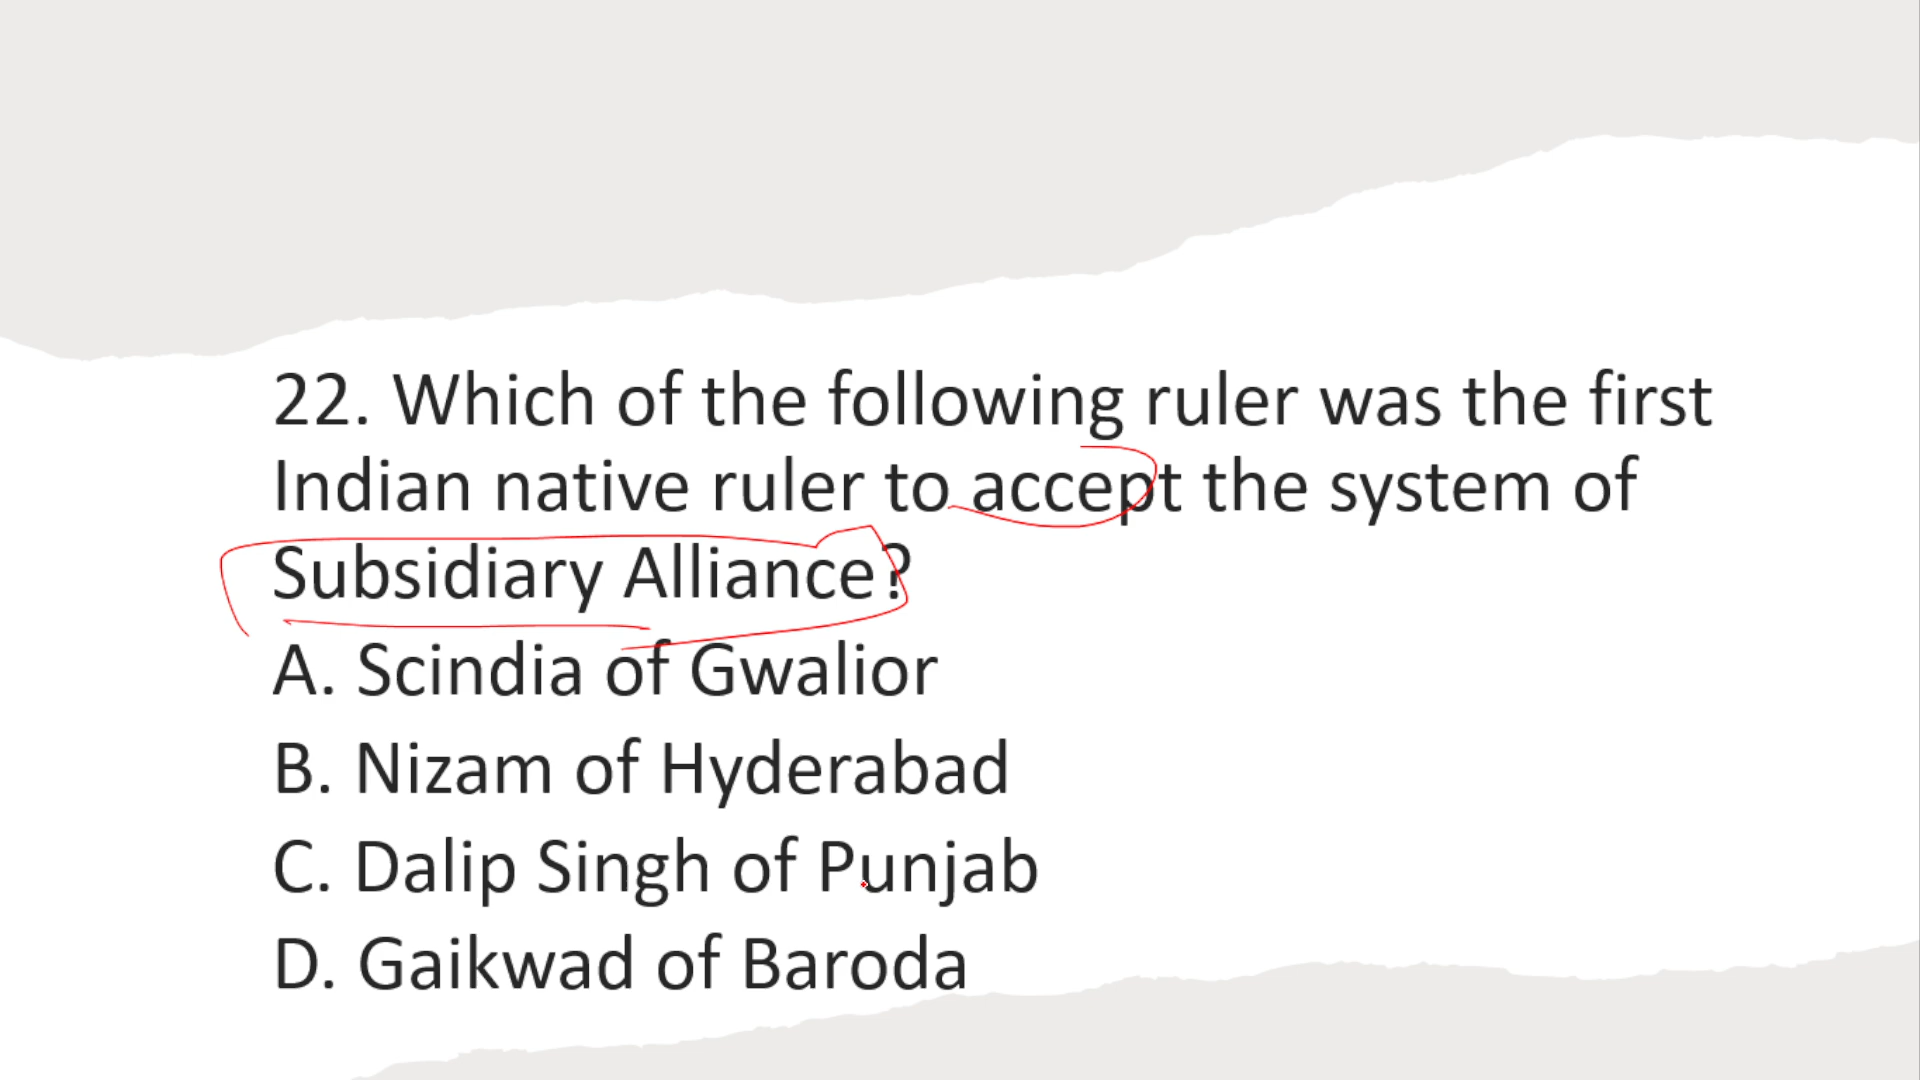 22. Which of the following ruler was the first
Indian native ruler to accept the system of
Subsidiary Alliance?
A. Scindia of Gwalior
B. Nizam of Hyderabad
C. Dalip Singh of Punjab
D. Gaikwad of Baroda